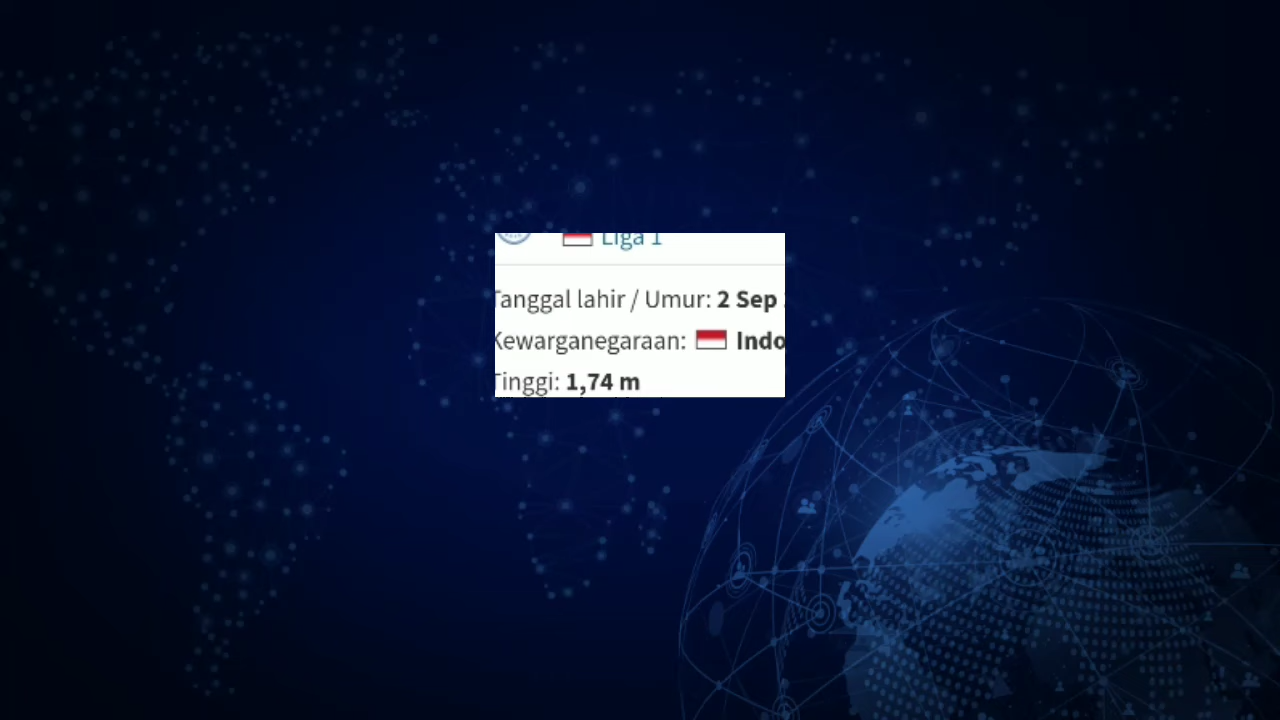 Liga 1
Tanggal lahir / Umur: 2 Sep
Kewarganegaraan: Indo
Tinggi: 1,74 m